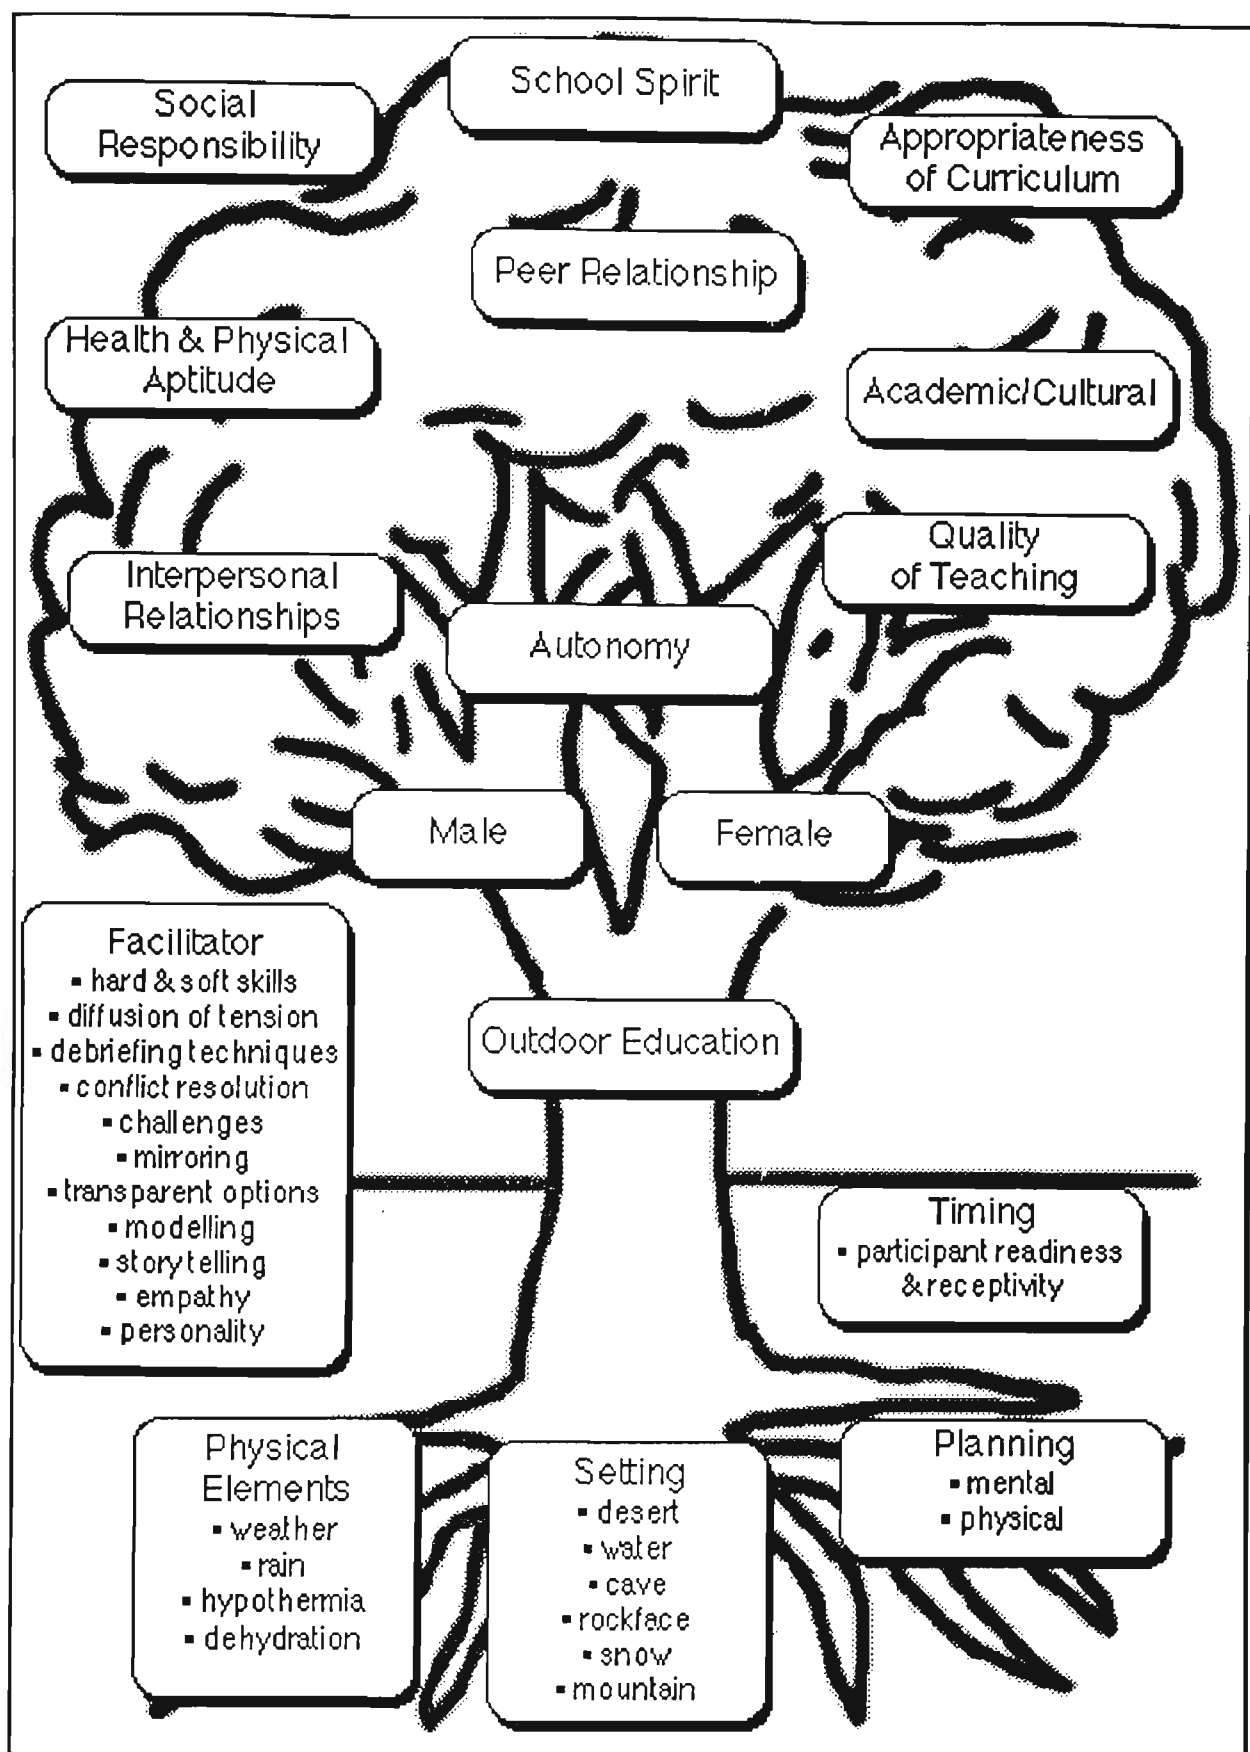 School Spirit
Social
Responsibility
Appropriateness
of Curriculum
Peer Relationship
Health & Physical
Aptitude
Academic/Cultural
Quality
of Teaching
Interpersonal
Relationships
Autonomy
Male
Female
Facilitator
▪ hard & soft skills
▪ diffusion of tension
▪ debriefing techniques
▪ conflict resolution
▪ challenges
▪ mirroring
▪ transparent options
▪ modelling
▪ storytelling
▪ empathy
▪ personality
Outdoor Education
Timing
▪ participant readiness
& receptivity
Physical
Elements
▪ weather
▪ rain
▪ hypothermia
▪ dehydration
Setting
▪ desert
▪ water
▪ cave
▪ rockface
▪ snow
▪ mountain
Planning
▪ mental
▪ physical